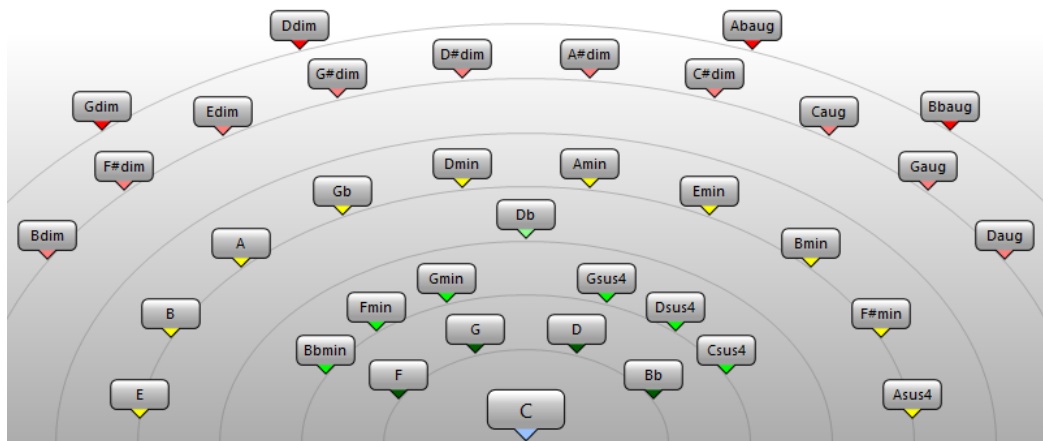 Ddim
Abaug
D#dim
A#dim
G#dim
C#dim
Gdim
Edim
Caug
Bbaug
F#dim
Dmin
Amin
Gaug
Gb
Emin
Db
Bdim
A
Bmin
Daug
Gmin
Gsus4
Fmin
Dsus4
B
F#min
G
D
Bbmin
Csus4
F
Bb
E
Asus4
C